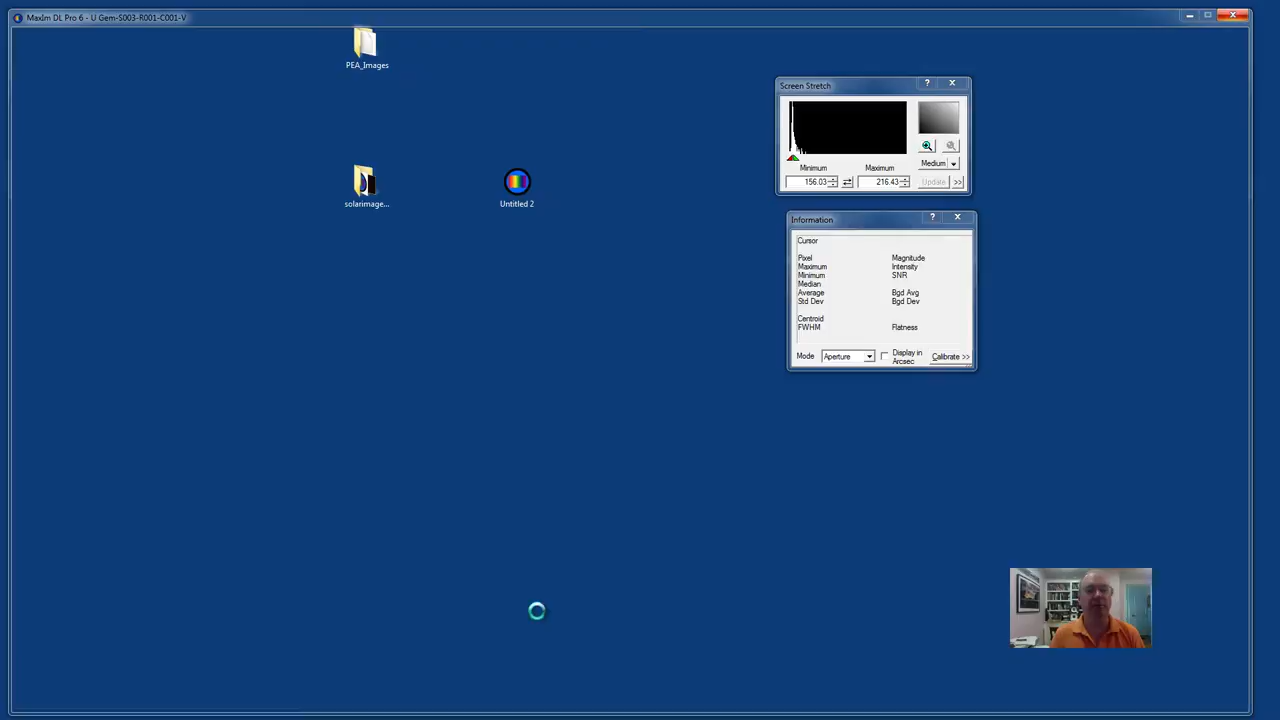 MaxIm DL Pro 6 - U Gem-S003-R001-C001-V
PEA_Images
solarimage...
Untitled 2
Screen Stretch
Minimum
Maximum
156.03
216.43
Medium
Update
>>
Information
Cursor
Pixel
Magnitude
Maximum
Intensity
Minimum
SNR
Median
Average
Bgd Avg
Std Dev
Bgd Dev
Centroid
FWHM
Flatness
Mode
Aperture
Display in
Arcsec
Calibrate >>